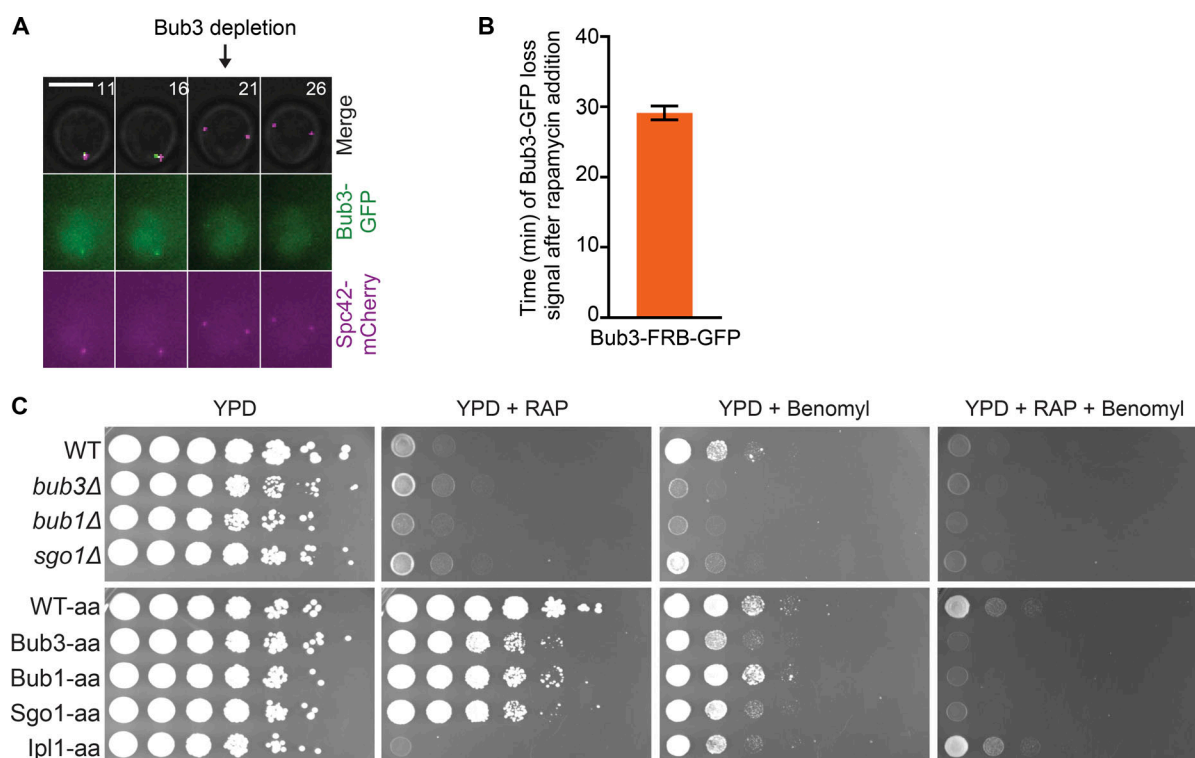 A
Bub3 depletion
11 16 21 26
Merge
Bub3-
GFP
Spc42-
mCherry
B
Time (min) of Bub3-GFP loss
signal after rapamycin addition
40
30
20
10
0
Bub3-FRB-GFP
C
YPD YPD + RAP YPD + Benomyl YPD + RAP + Benomyl
WT
bub3Δ
bub1Δ
sgo1Δ
WT-aa
Bub3-aa
Bub1-aa
Sgo1-aa
Ipl1-aa